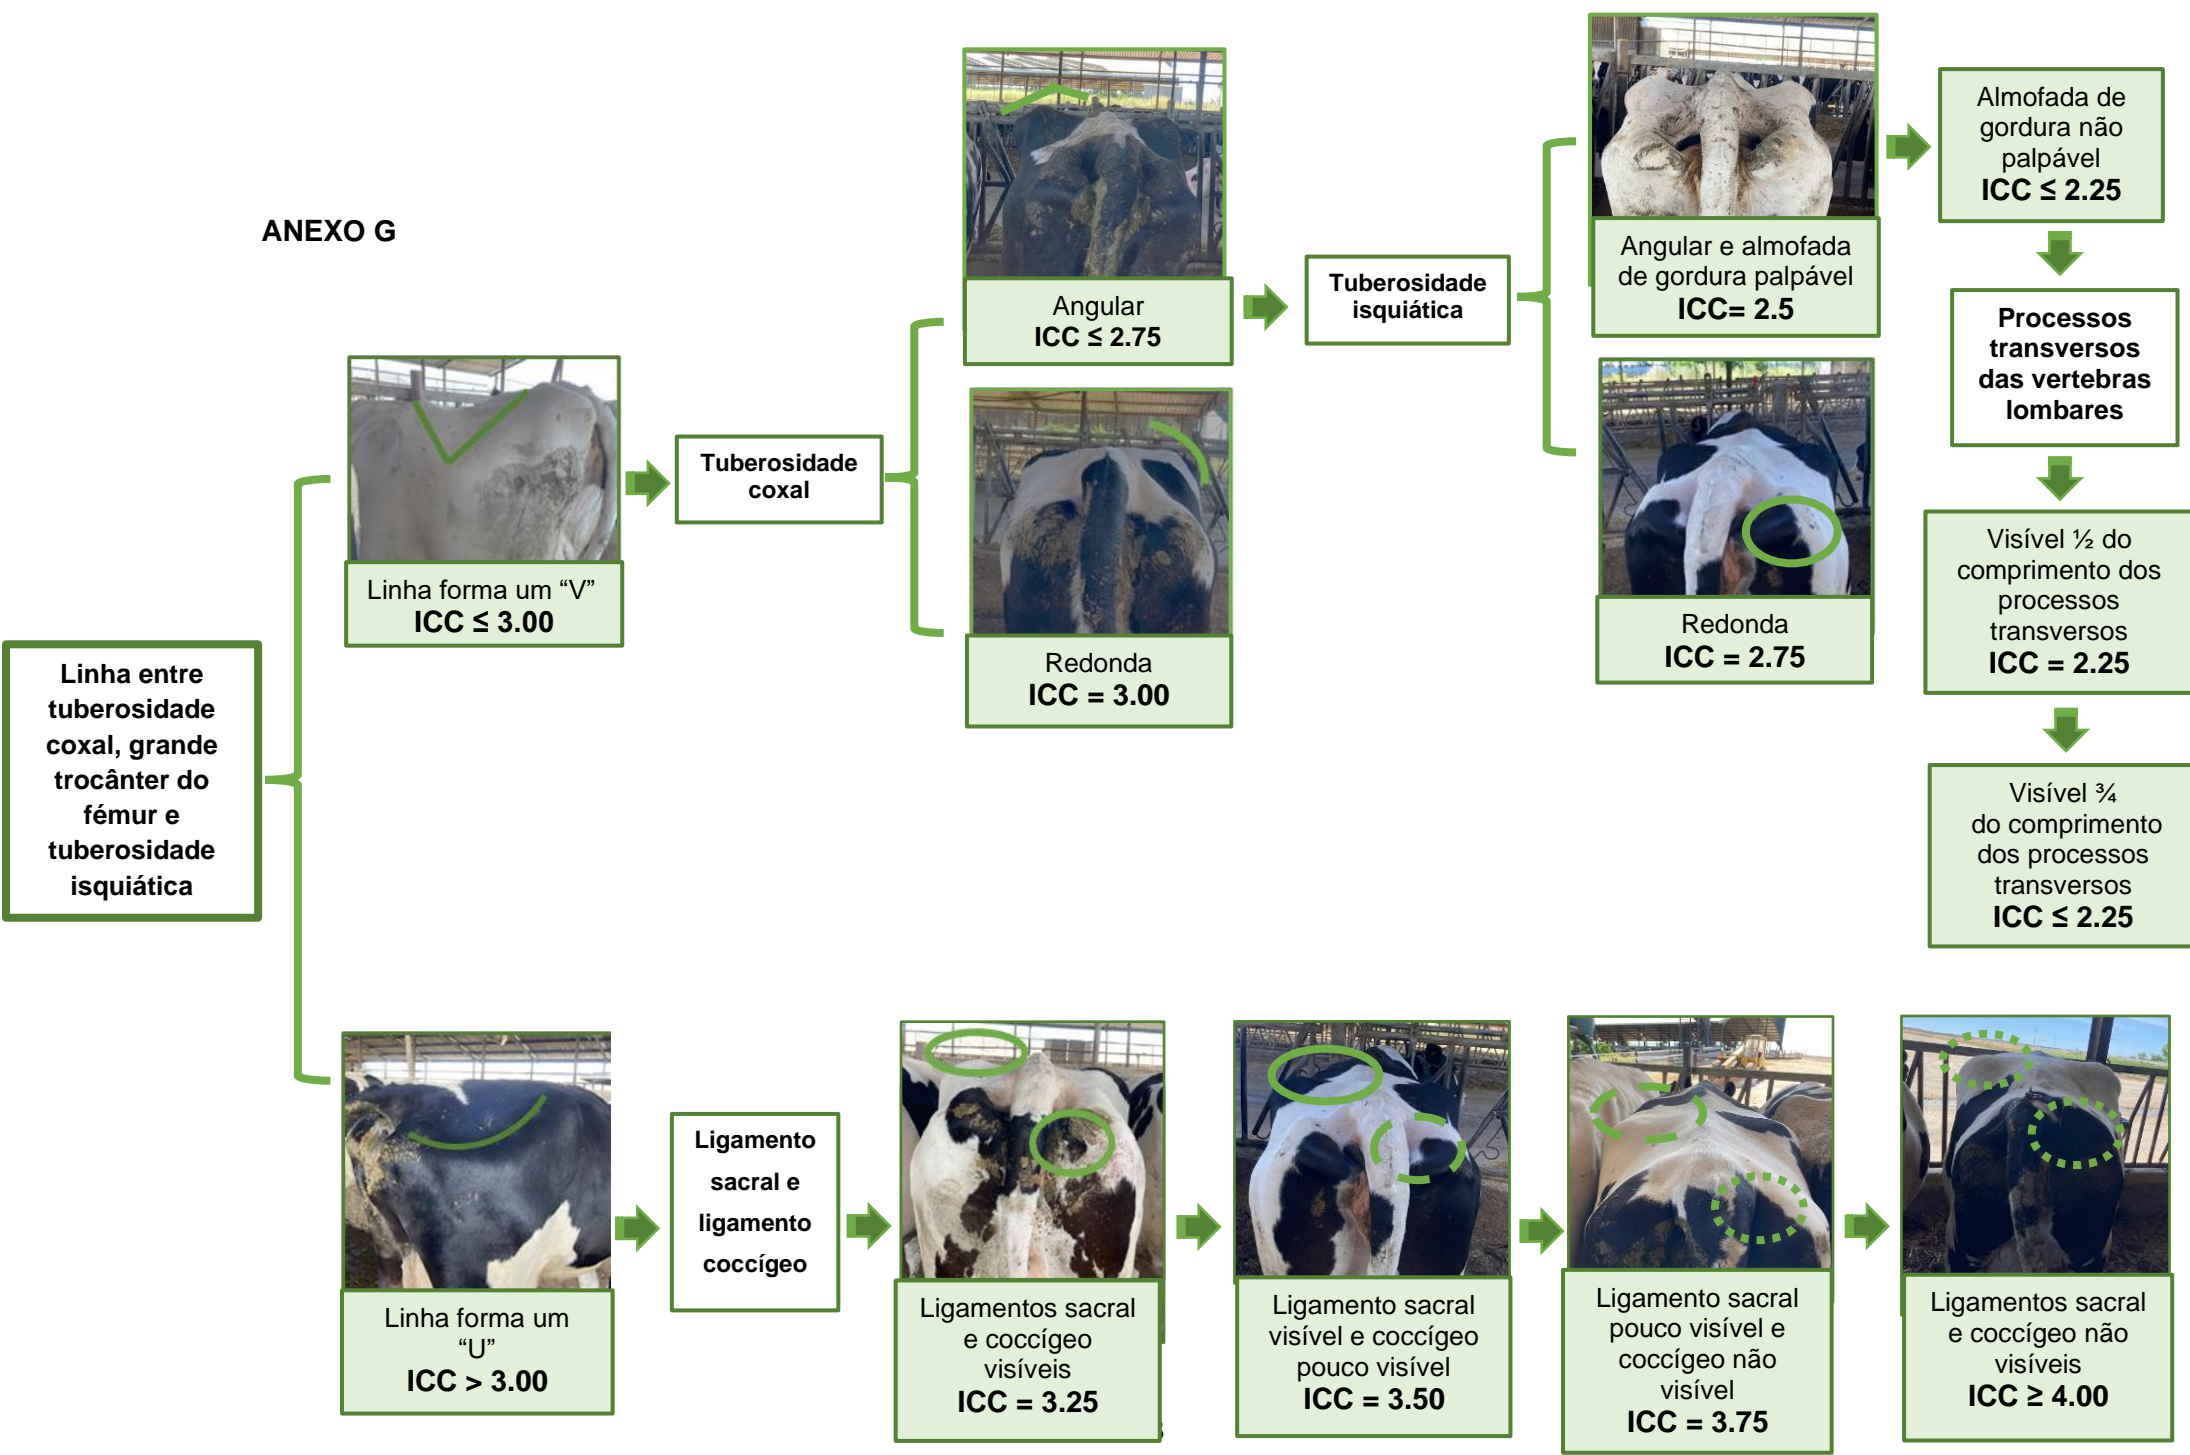 ANEXO G
Linha entre
tuberosidade
coxal, grande
trocânter do
fémur e
tuberosidade
isquiática
Linha forma um “V”
ICC ≤ 3.00
Tuberosidade
coxal
Angular
ICC ≤ 2.75
Redonda
ICC = 3.00
Tuberosidade
isquiática
Angular e almofada
de gordura palpável
ICC= 2.5
Redonda
ICC = 2.75
Almofada de
gordura não
palpável
ICC ≤ 2.25
Processos
transversos
das vertebras
lombares
Visível ½ do
comprimento dos
processos
transversos
ICC = 2.25
Visível ¾
do comprimento
dos processos
transversos
ICC ≤ 2.25
Linha forma um
“U”
ICC > 3.00
Ligamento
sacral e
ligamento
coccígeo
Ligamentos sacral
e coccígeo
visíveis
ICC = 3.25
Ligamento sacral
visível e coccígeo
pouco visível
ICC = 3.50
Ligamento sacral
pouco visível e
coccígeo não
visível
ICC = 3.75
Ligamentos sacral
e coccígeo não
visíveis
ICC ≥ 4.00